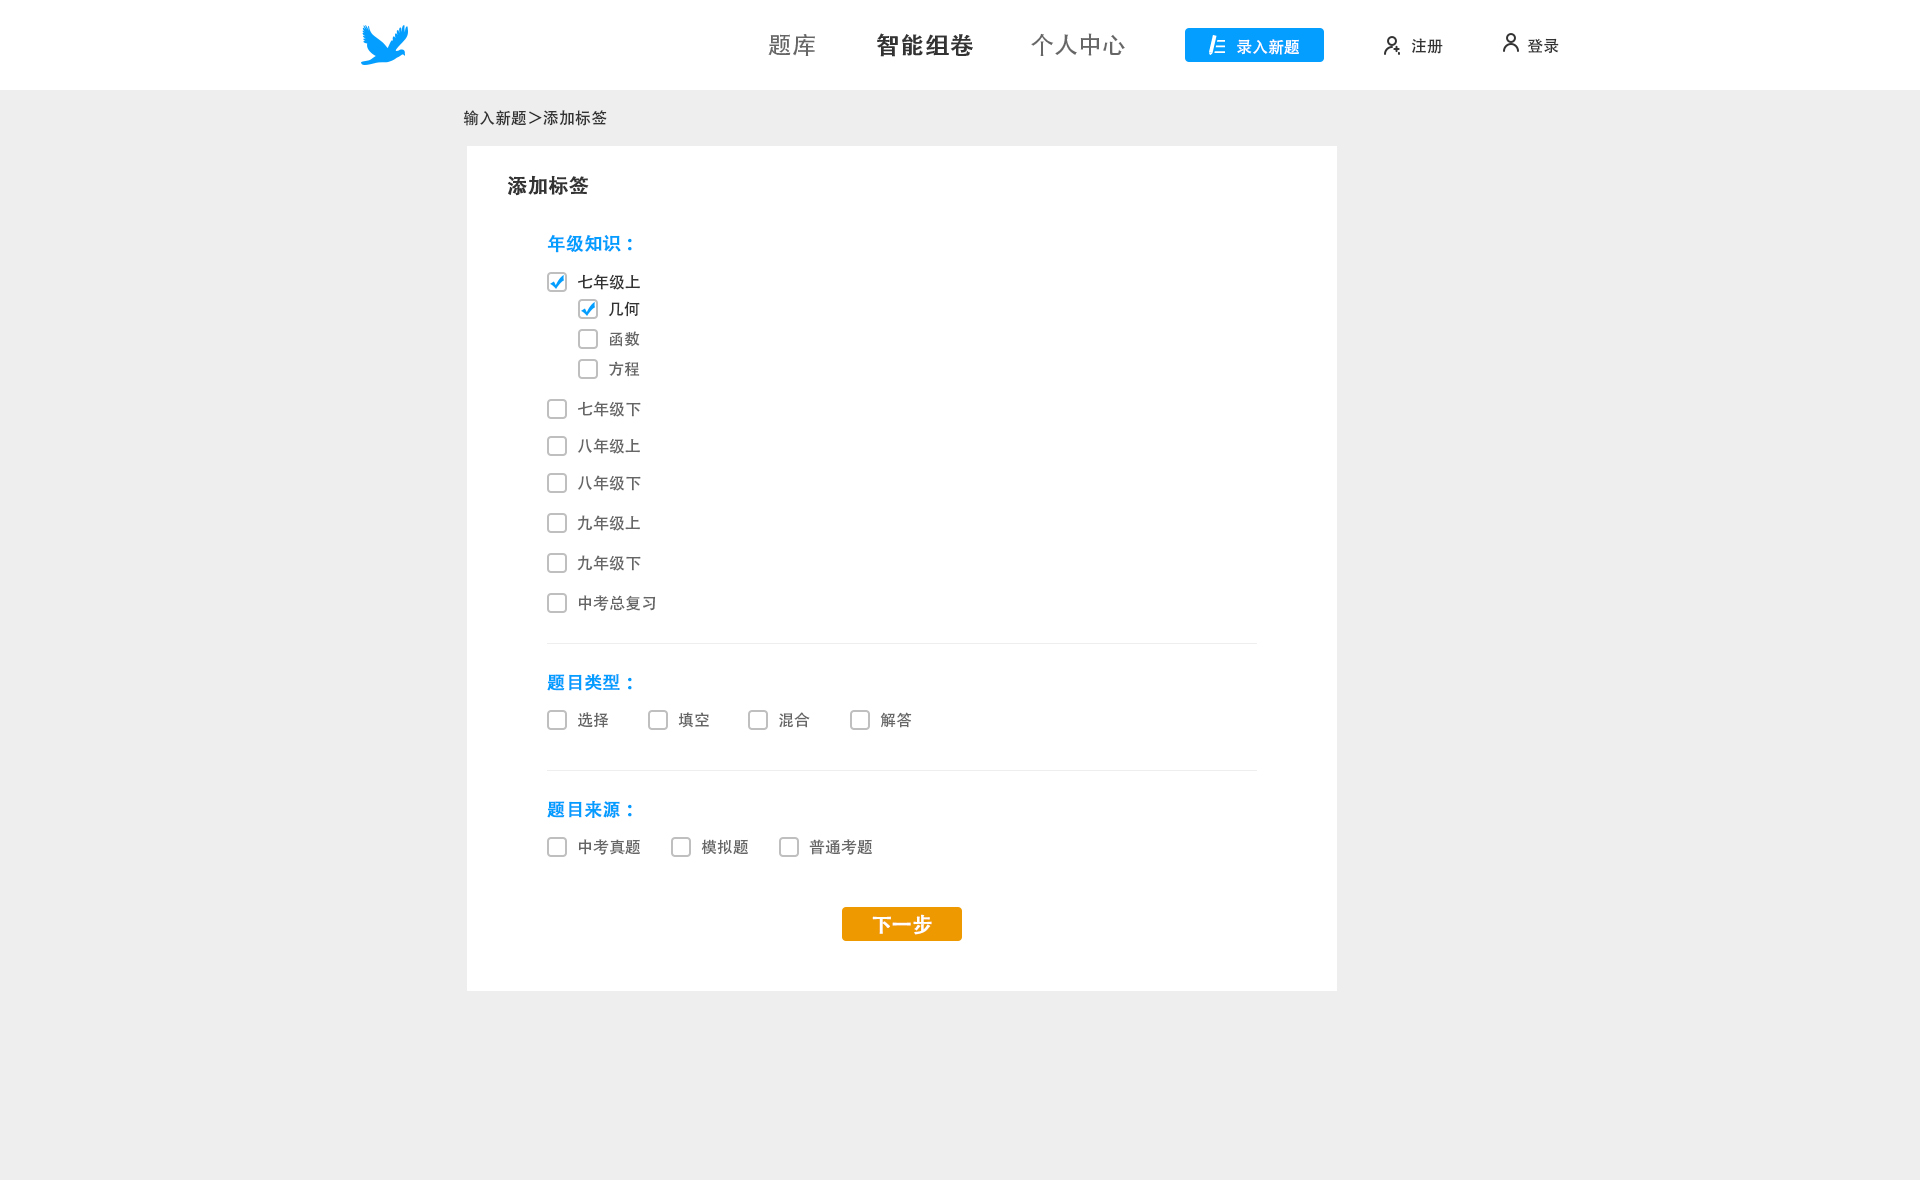 题库 智能组卷 个人中心 录入新题 注册 登录
输入新题>添加标签
添加标签
年级知识：
七年级上
几何
函数
方程
七年级下
八年级上
八年级下
九年级上
九年级下
中考总复习
题目类型：
选择 填空 混合 解答
题目来源：
中考真题 模拟题 普通考题
下一步